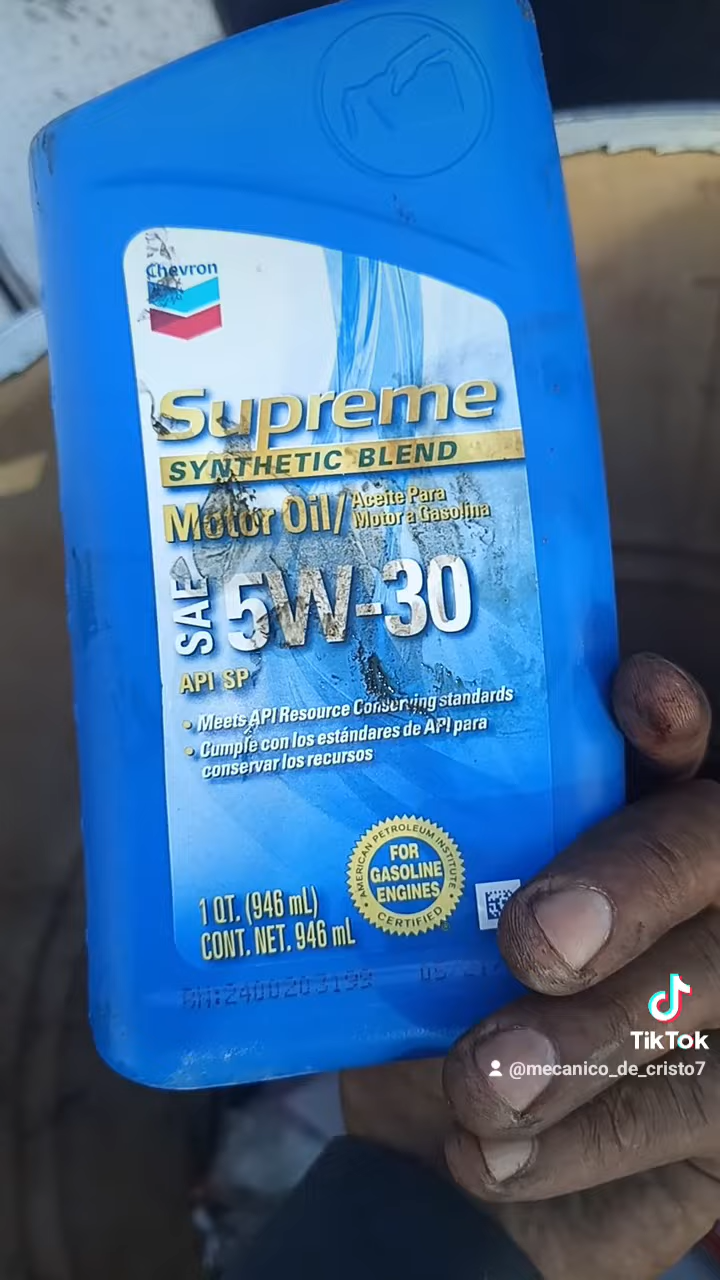 Chevron
Supreme
SYNTHETIC BLEND
Motor Oil/ Aceite Para
Motor a Gasolina
SAE 5W-30
API SP
• Meets API Resource Conserving standards
• Cumple con los estándares de API para
conservar los recursos
AMERICAN PETROLEUM INSTITUTE
FOR
GASOLINE
ENGINES
CERTIFIED
1 QT. (946 mL)
CONT. NET. 946 mL
TikTok
@mecanico_de_cristo7